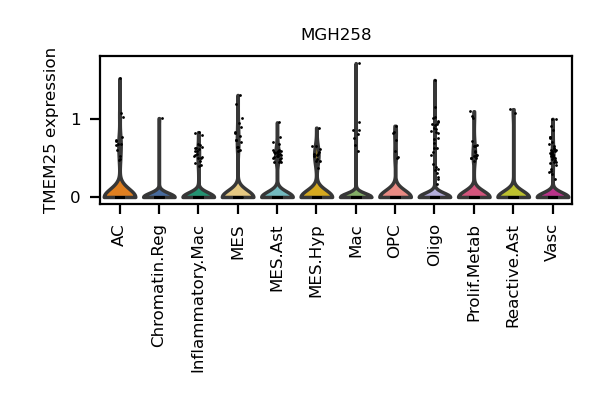 MGH258
TMEM25 expression
1
0
AC
Chromatin.Reg
Inflammatory.Mac
MES
MES.Ast
MES.Hyp
Mac
OPC
Oligo
Prolif.Metab
Reactive.Ast
Vasc